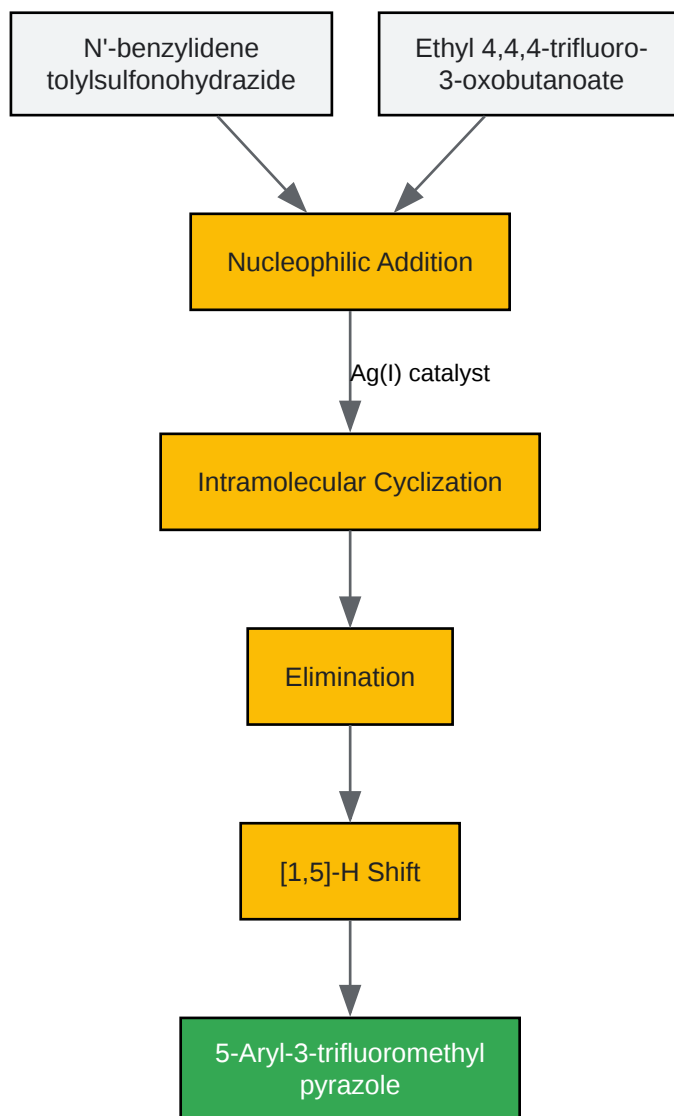 N'-benzylidene
tolylsulfonohydrazide
Ethyl 4,4,4-trifluoro-
3-oxobutanoate
Nucleophilic Addition
Ag(I) catalyst
Intramolecular Cyclization
Elimination
[1,5]-H Shift
5-Aryl-3-trifluoromethyl
pyrazole